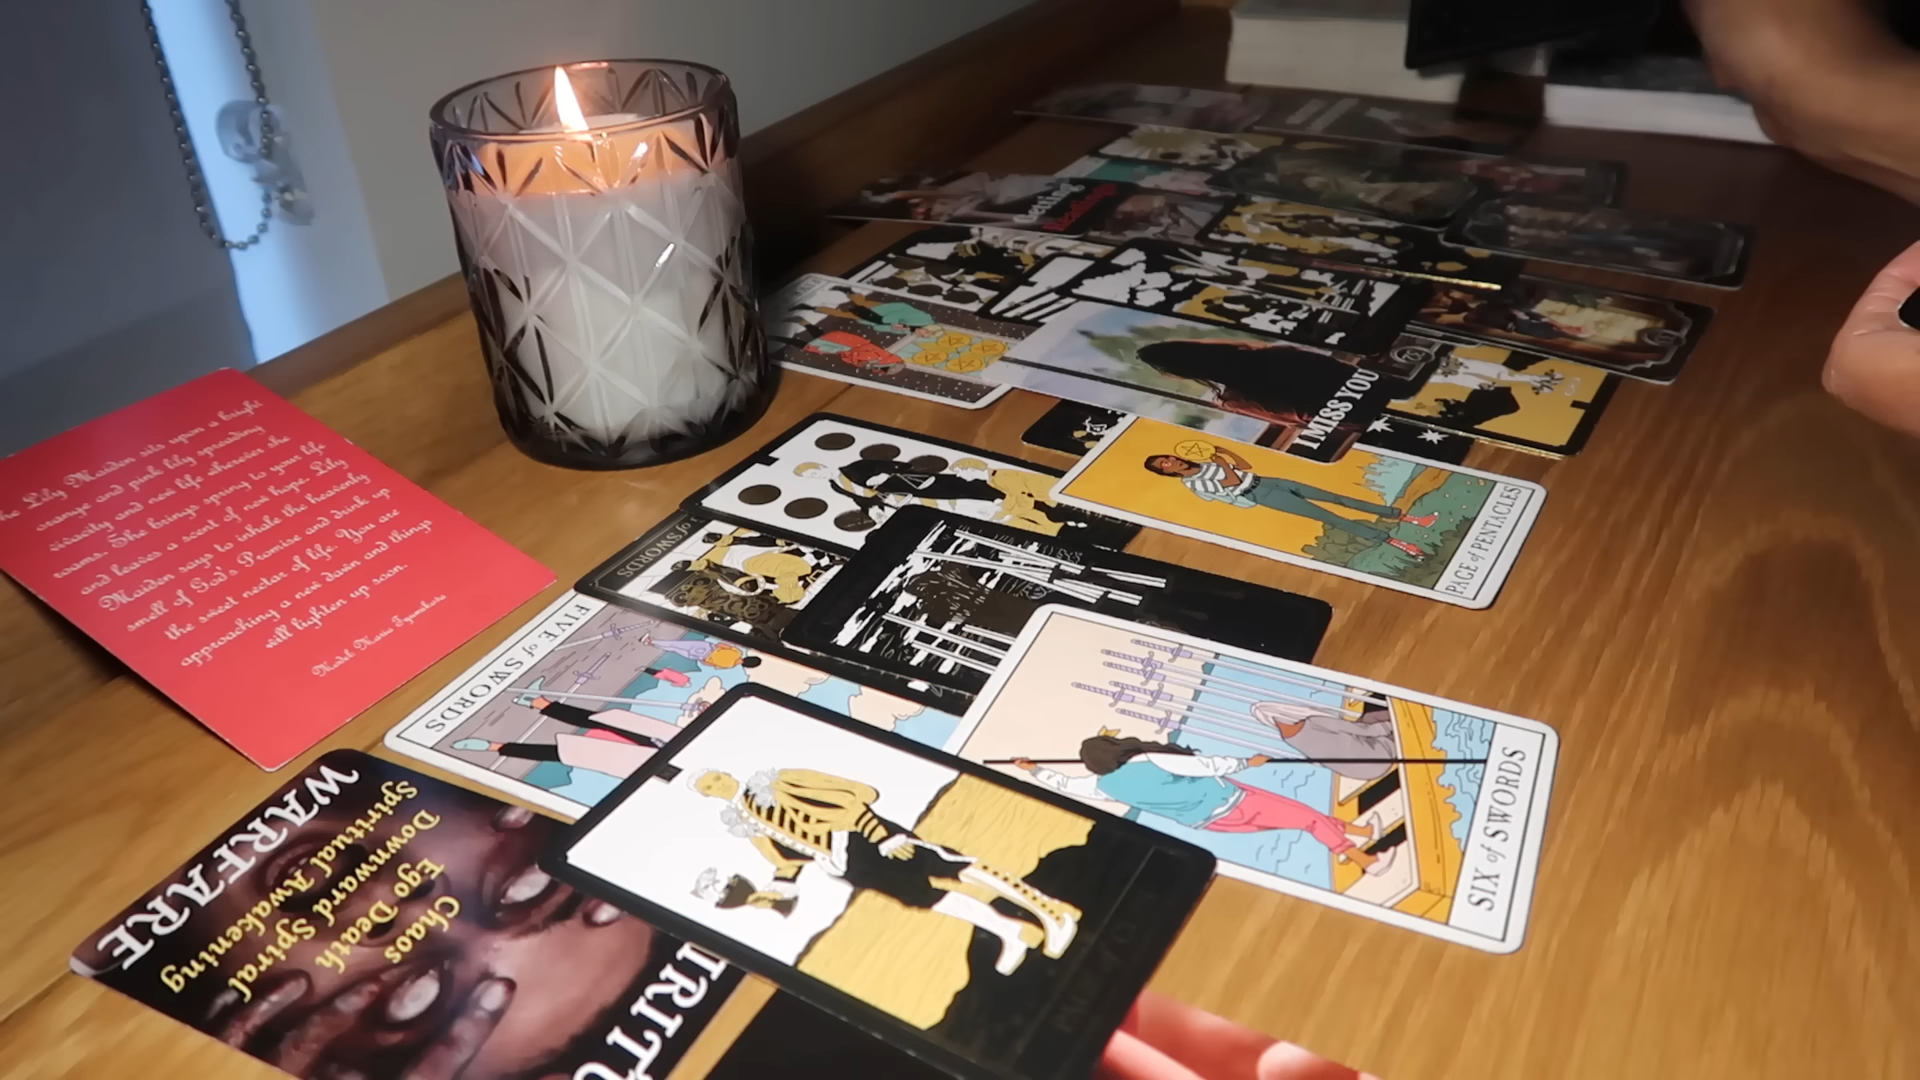 The Lily Maiden sits upon a bright
orange and pink lily spreading
vivacity and new life wherever she
roams. She brings spring to your life
and leaves a scent of new hope. Lily
Maiden says to inhale the heavenly
smell of God's Promise and drink up
the sweet nectar of life. You are
approaching a new dawn and things
will lighten up soon.
Model: Maria
I MISS YOU
PAGE of PENTACLES
of SWORDS
FIVE of SWORDS
SIX of SWORDS
WARFARE
Chaos
Ego Death
Downward Spiral
Spiritual Awakening